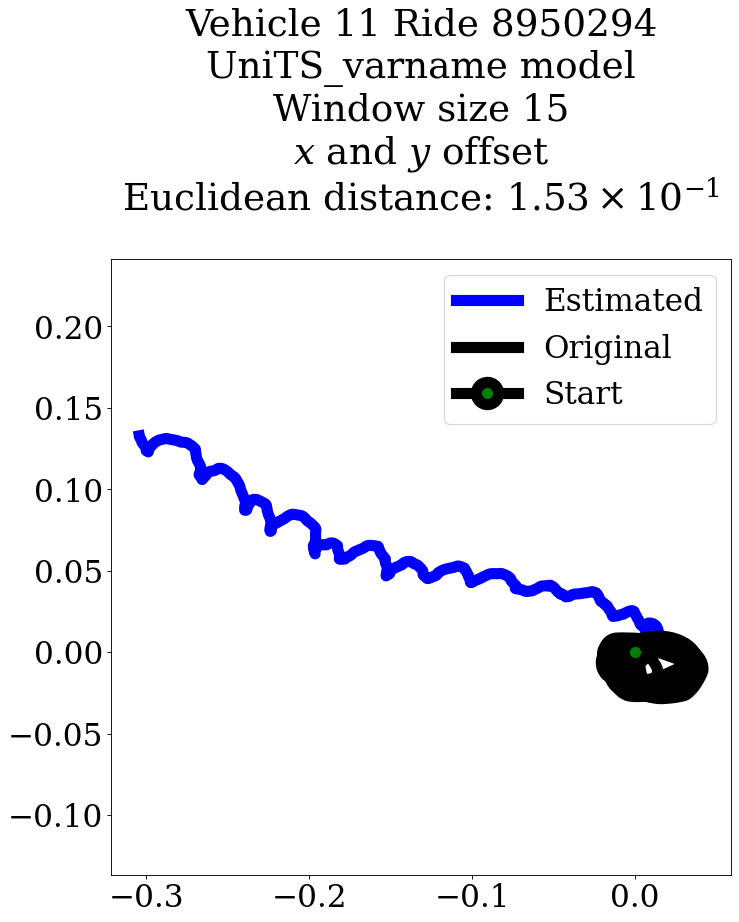 Vehicle 11 Ride 8950294
UniTS_varname model
Window size 15
x and y offset
Euclidean distance: 1.53 × 10⁻¹
Estimated
Original
Start
0.20
0.15
0.10
0.05
0.00
−0.05
−0.10
−0.3 −0.2 −0.1 0.0